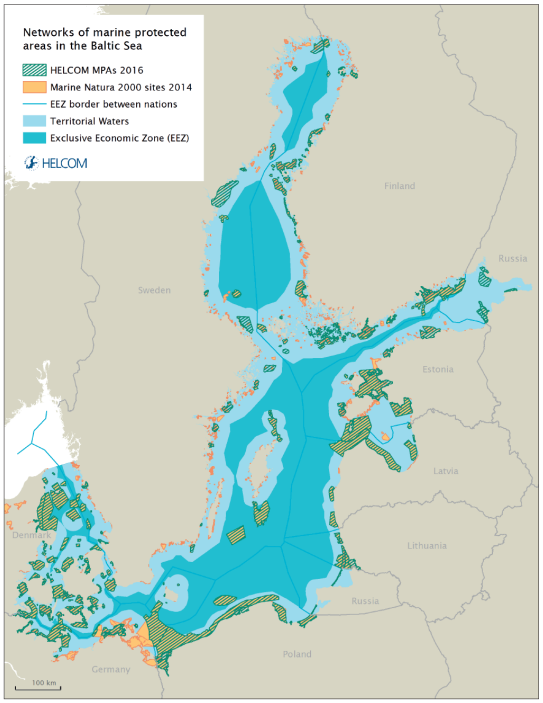 Networks of marine protected
areas in the Baltic Sea
HELCOM MPAs 2016
Marine Natura 2000 sites 2014
EEZ border between nations
Territorial Waters
Exclusive Economic Zone (EEZ)
HELCOM
Finland
Russia
Sweden
Estonia
Latvia
Denmark
Lithuania
Russia
Poland
Germany
100 km